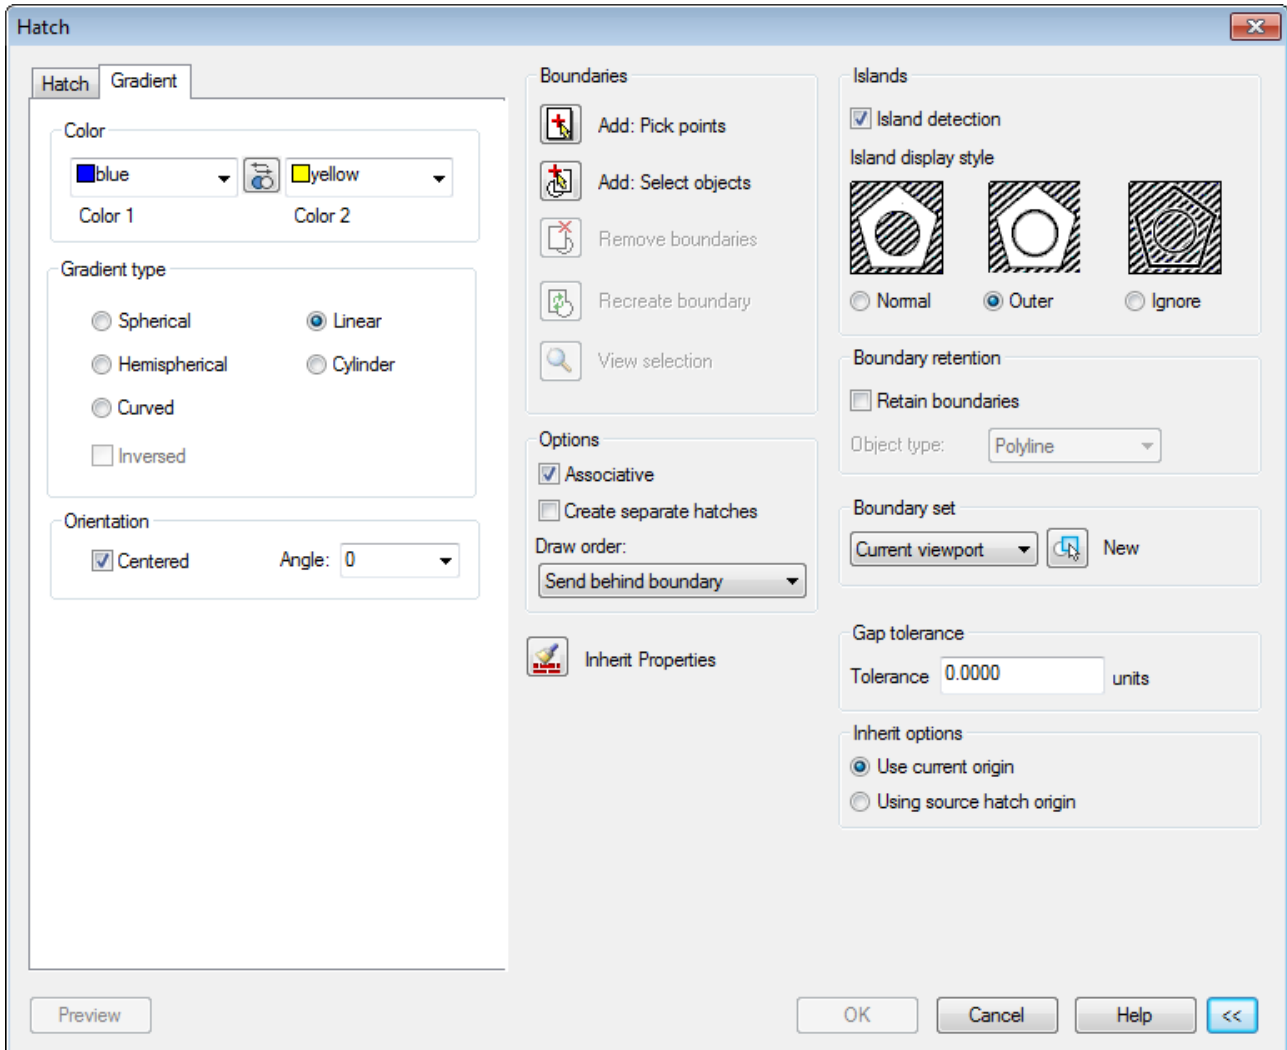 Hatch
Hatch
Gradient
Color
blue
yellow
Color 1
Color 2
Gradient type
Spherical
Linear
Hemispherical
Cylinder
Curved
Inversed
Orientation
Centered
Angle: 0
Boundaries
Add: Pick points
Add: Select objects
Remove boundaries
Recreate boundary
View selection
Options
Associative
Create separate hatches
Draw order:
Send behind boundary
Inherit Properties
Islands
Island detection
Island display style
Normal
Outer
Ignore
Boundary retention
Retain boundaries
Object type: Polyline
Boundary set
Current viewport
New
Gap tolerance
Tolerance 0.0000 units
Inherit options
Use current origin
Using source hatch origin
Preview
OK
Cancel
Help
<<